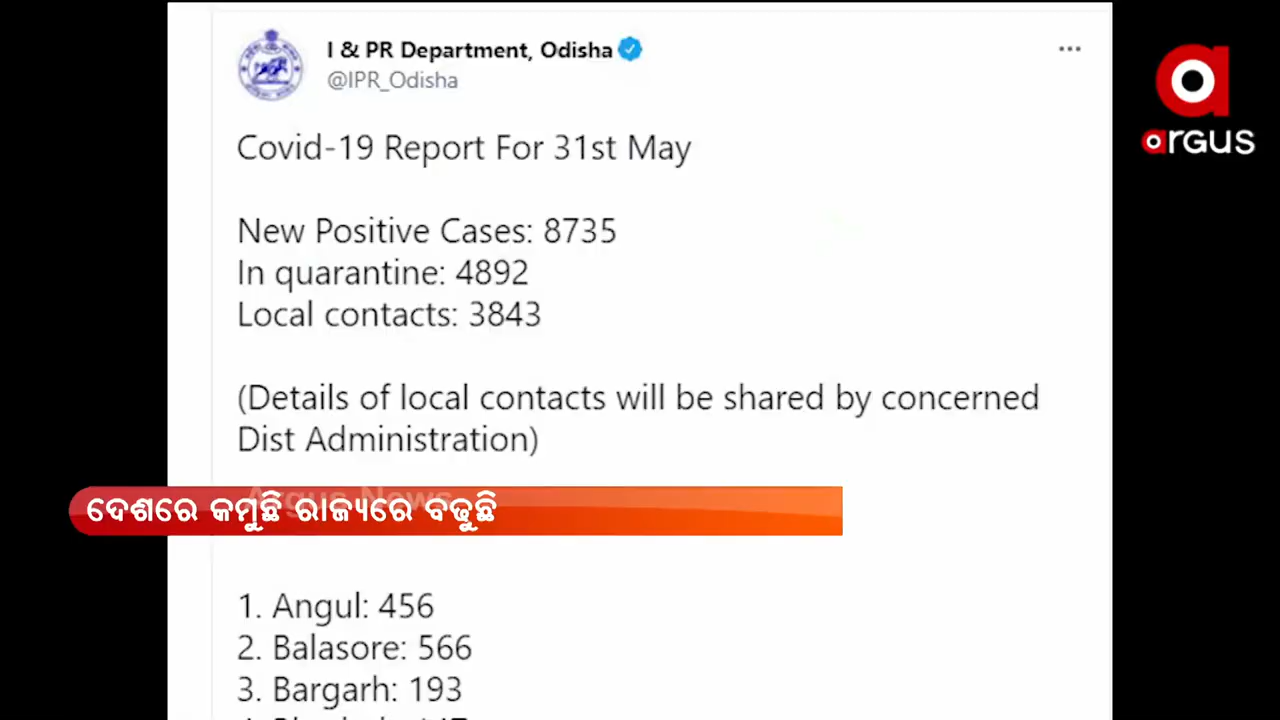 I & PR Department, Odisha
@IPR_Odisha
argus
Covid-19 Report For 31st May
New Positive Cases: 8735
In quarantine: 4892
Local contacts: 3843
(Details of local contacts will be shared by concerned
Dist Administration)
Argus News
ଦେଶରେ କମୁଛି ରାଜ୍ୟରେ ବଢୁଛି
1. Angul: 456
2. Balasore: 566
3. Bargarh: 193